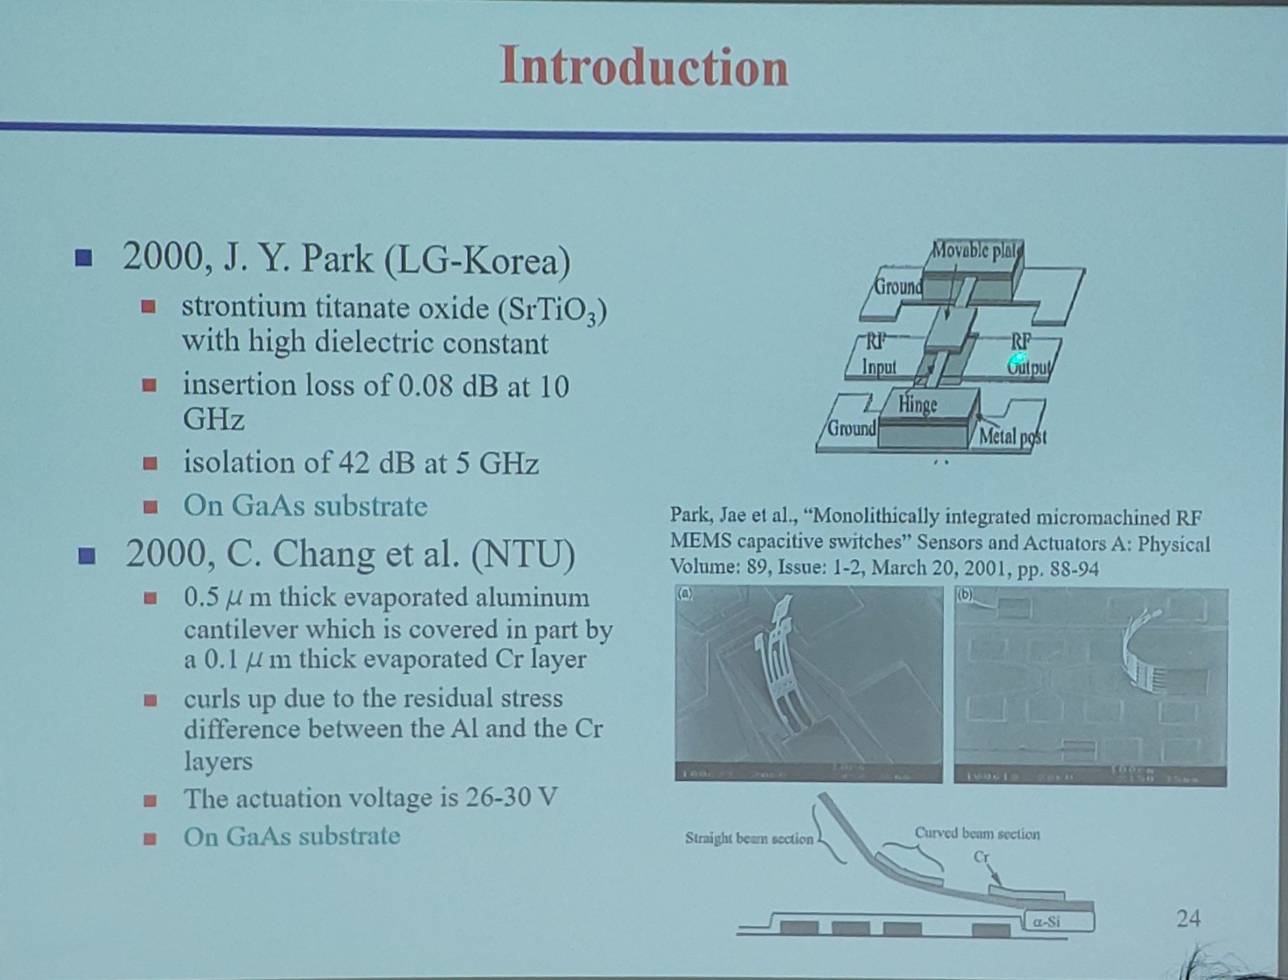 Introduction
2000, J. Y. Park (LG-Korea)
strontium titanate oxide (SrTiO₃)
with high dielectric constant
insertion loss of 0.08 dB at 10
GHz
isolation of 42 dB at 5 GHz
On GaAs substrate
2000, C. Chang et al. (NTU)
0.5 μ m thick evaporated aluminum
cantilever which is covered in part by
a 0.1 μ m thick evaporated Cr layer
curls up due to the residual stress
difference between the Al and the Cr
layers
The actuation voltage is 26-30 V
On GaAs substrate
Movable plate
Ground
RF
Input
RF
Output
Hinge
Ground
Metal post
Park, Jae et al., “Monolithically integrated micromachined RF
MEMS capacitive switches” Sensors and Actuators A: Physical
Volume: 89, Issue: 1-2, March 20, 2001, pp. 88-94
(a)
(b)
Straight beam section
Curved beam section
Cr
α-Si
24